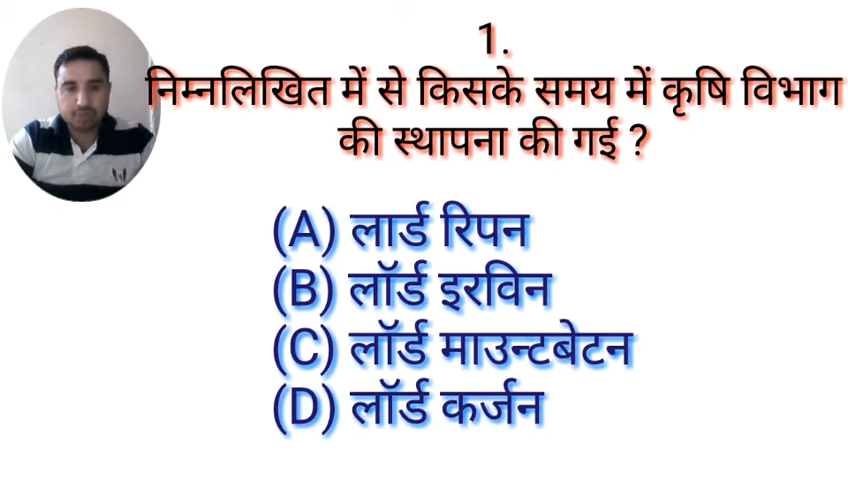 1.
निम्नलिखित में से किसके समय में कृषि विभाग
की स्थापना की गई ?
(A) लार्ड रिपन
(B) लॉर्ड इरविन
(C) लॉर्ड माउन्टबेटन
(D) लॉर्ड कर्जन